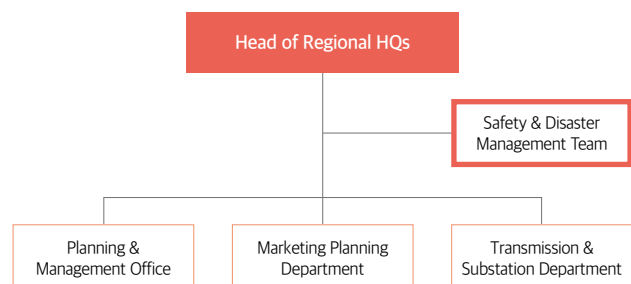 Head of Regional HQs
Safety & Disaster
Management Team
Planning &
Management Office
Marketing Planning
Department
Transmission &
Substation Department